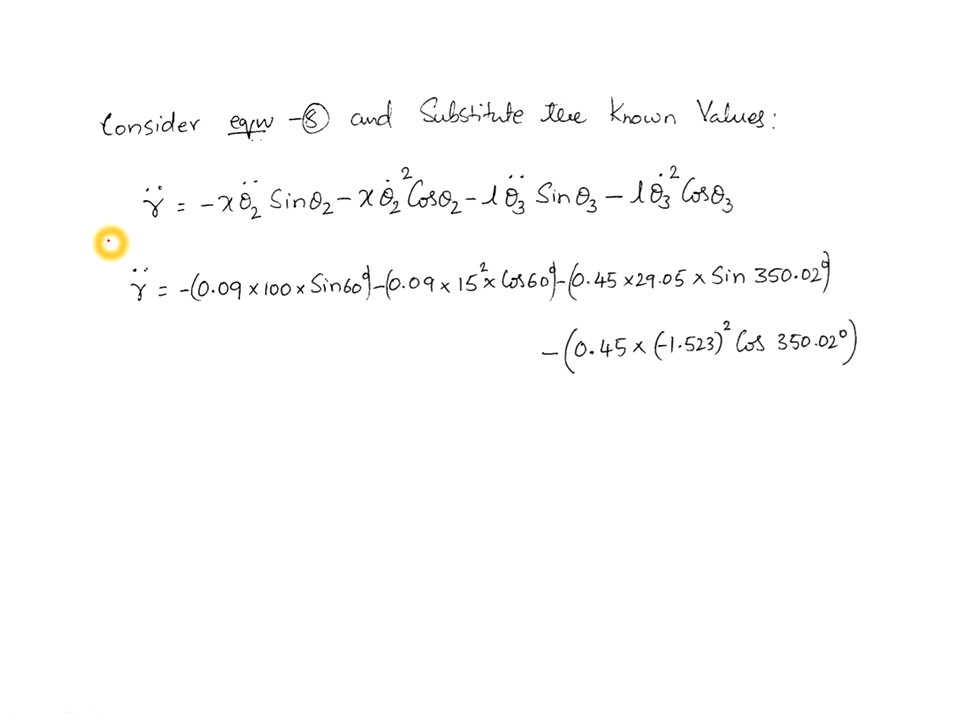 Consider eqn -⑧ and Substitute the Known Values:
r̈ = -xθ̈₂ Sinθ₂ - xθ̇₂² Cosθ₂ - lθ̈₃ Sinθ₃ - lθ̇₃² Cosθ₃
r̈ = -(0.09 × 100 × Sin60°) - (0.09 × 15² × Cos60°) - (0.45 × 29.05 × Sin 350.02°)
- (0.45 × (-1.523)² Cos 350.02°)